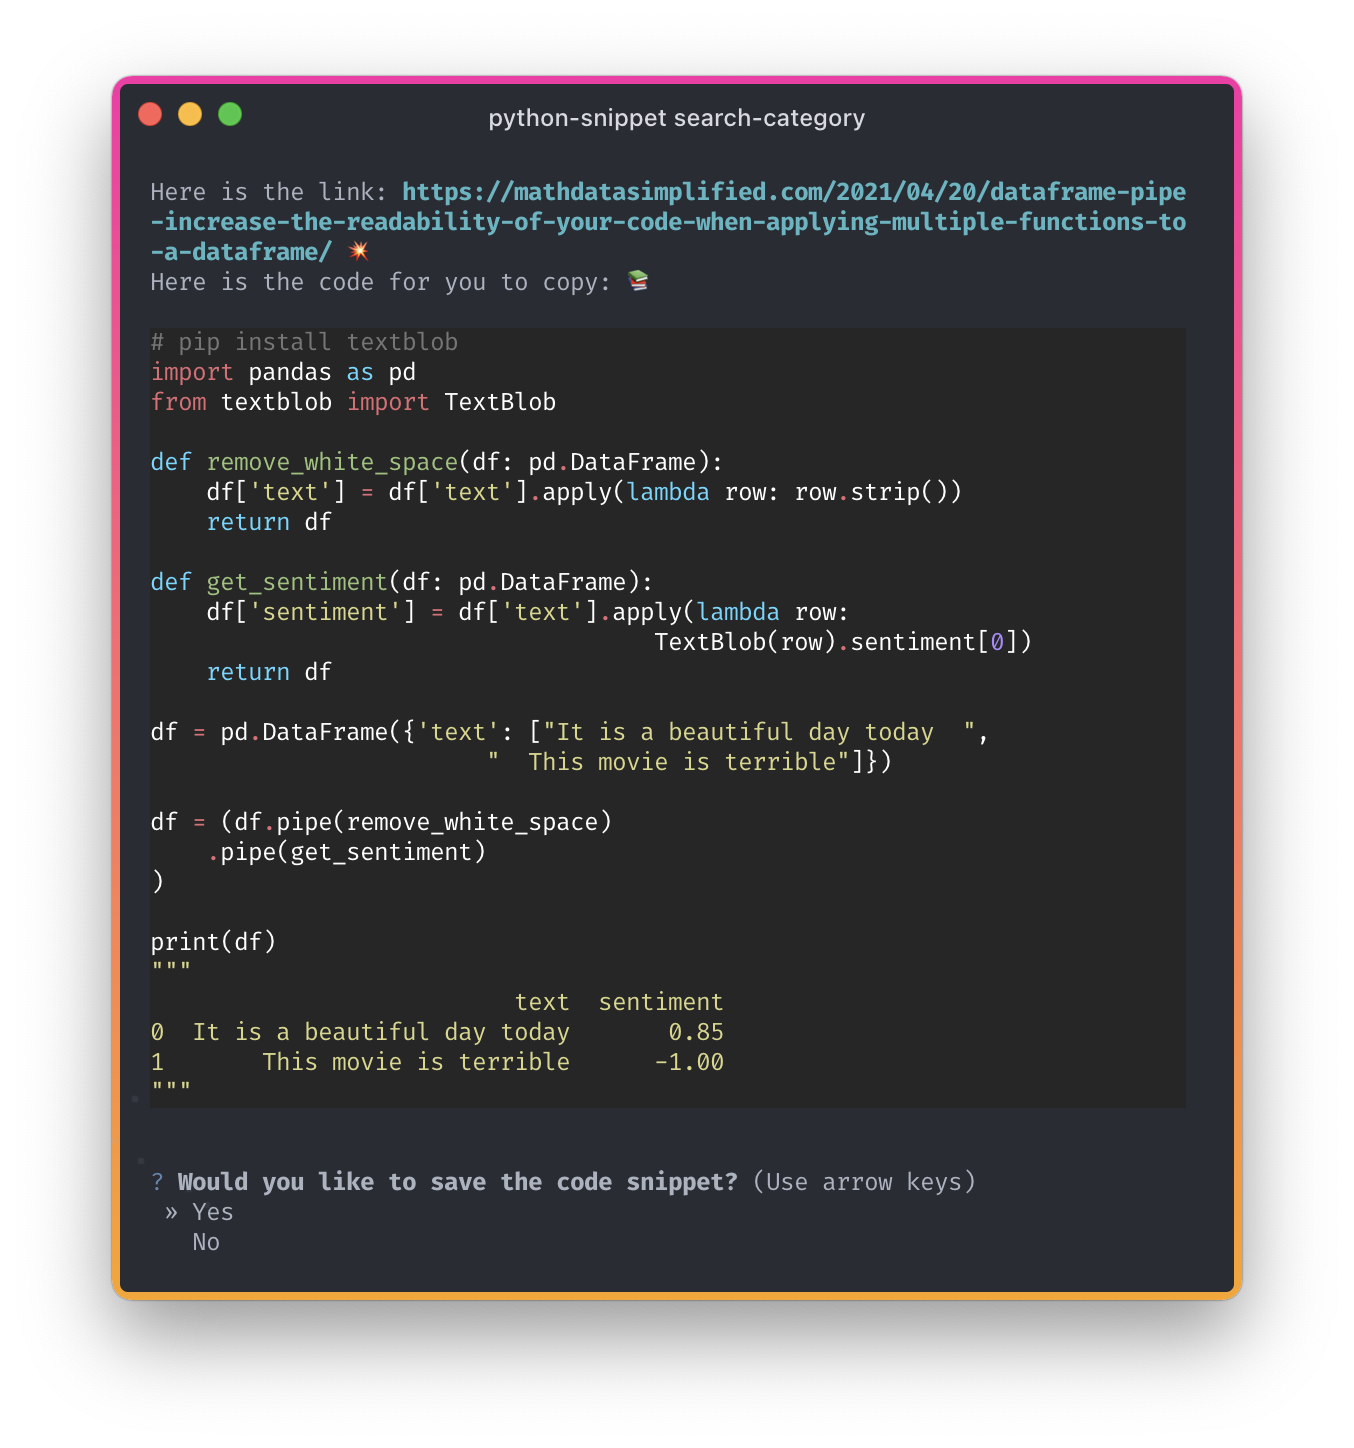 python-snippet search-category
Here is the link: https://mathdatasimplified.com/2021/04/20/dataframe-pipe
-increase-the-readability-of-your-code-when-applying-multiple-functions-to
-a-dataframe/ 💥
Here is the code for you to copy: 📚
# pip install textblob
import pandas as pd
from textblob import TextBlob
def remove_white_space(df: pd.DataFrame):
    df['text'] = df['text'].apply(lambda row: row.strip())
    return df
def get_sentiment(df: pd.DataFrame):
    df['sentiment'] = df['text'].apply(lambda row:
                                    TextBlob(row).sentiment[0])
    return df
df = pd.DataFrame({'text': ["It is a beautiful day today  ",
                        "  This movie is terrible"]})
df = (df.pipe(remove_white_space)
    .pipe(get_sentiment)
)
print(df)
"""
                          text  sentiment
0  It is a beautiful day today       0.85
1       This movie is terrible      -1.00
"""
? Would you like to save the code snippet? (Use arrow keys)
 » Yes
   No